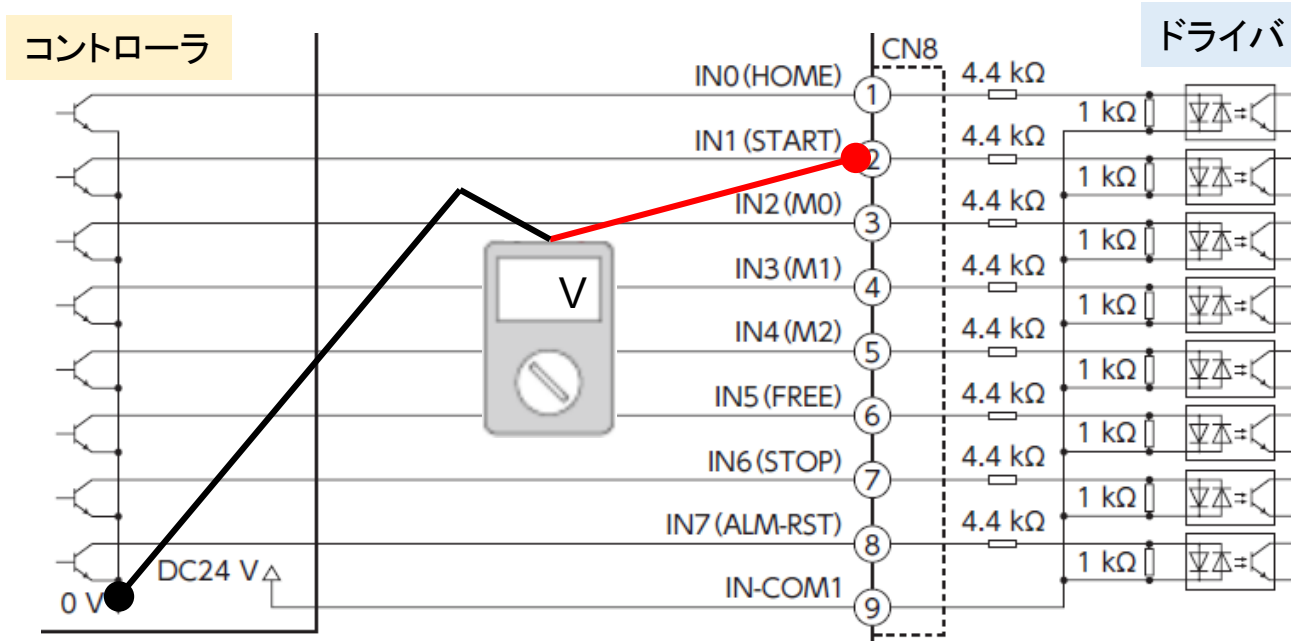 コントローラ
ドライバ
CN8
IN0(HOME)
1
4.4 kΩ
1 kΩ
IN1(START)
2
4.4 kΩ
1 kΩ
IN2(M0)
3
4.4 kΩ
1 kΩ
V
IN3(M1)
4
4.4 kΩ
1 kΩ
IN4(M2)
5
4.4 kΩ
1 kΩ
IN5(FREE)
6
4.4 kΩ
1 kΩ
IN6(STOP)
7
4.4 kΩ
1 kΩ
IN7(ALM-RST)
8
4.4 kΩ
1 kΩ
DC24 V
IN-COM1
9
0 V